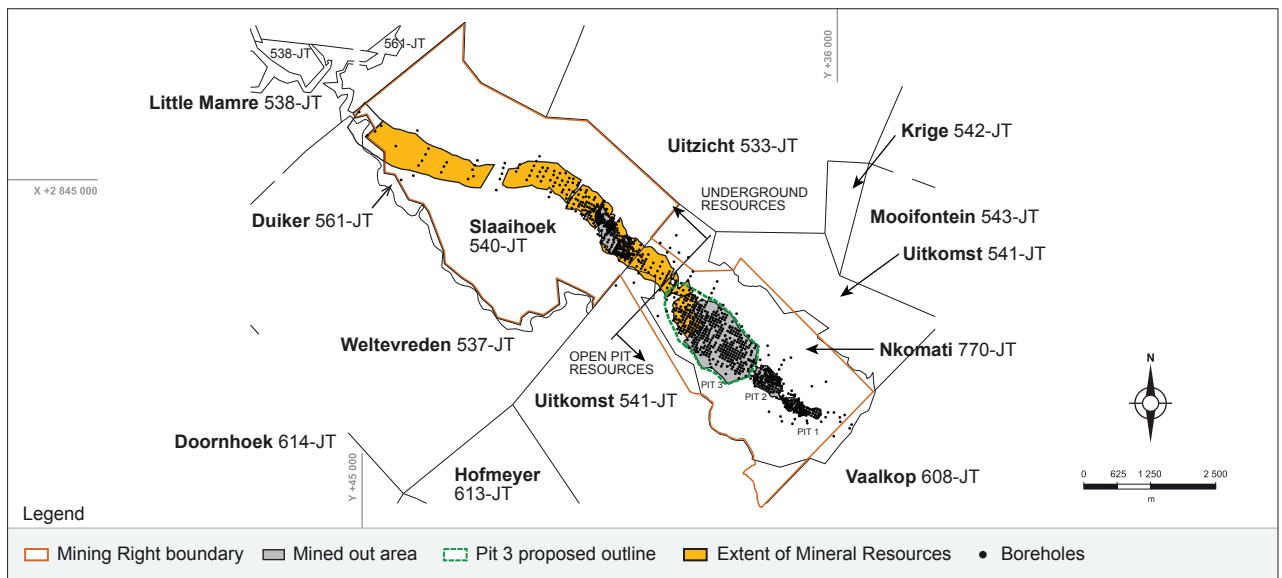 538-JT
561-JT
Y +36 000
Little Mamre 538-JT
Krige 542-JT
Uitzicht 533-JT
X +2 845 000
UNDERGROUND
RESOURCES
Duiker 561-JT
Slaaihoek
540-JT
Mooifontein 543-JT
Uitkomst 541-JT
Weltevreden 537-JT
OPEN PIT
RESOURCES
Nkomati 770-JT
N
PIT 3
PIT 2
Uitkomst 541-JT
PIT 1
Doornhoek 614-JT
Y +45 000
Hofmeyer
613-JT
Vaalkop 608-JT
0 625 1 250 2 500
m
Legend
Mining Right boundary Mined out area Pit 3 proposed outline Extent of Mineral Resources Boreholes